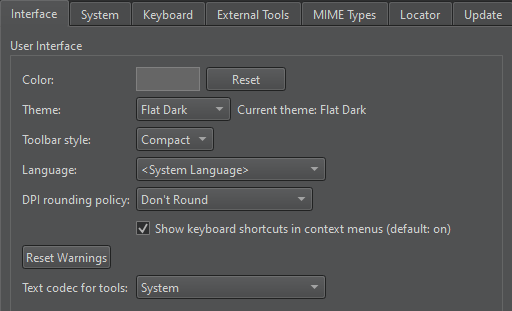 Interface System Keyboard External Tools MIME Types Locator Update
User Interface
Color: Reset
Theme: Flat Dark Current theme: Flat Dark
Toolbar style: Compact
Language: <System Language>
DPI rounding policy: Don't Round
Show keyboard shortcuts in context menus (default: on)
Reset Warnings
Text codec for tools: System